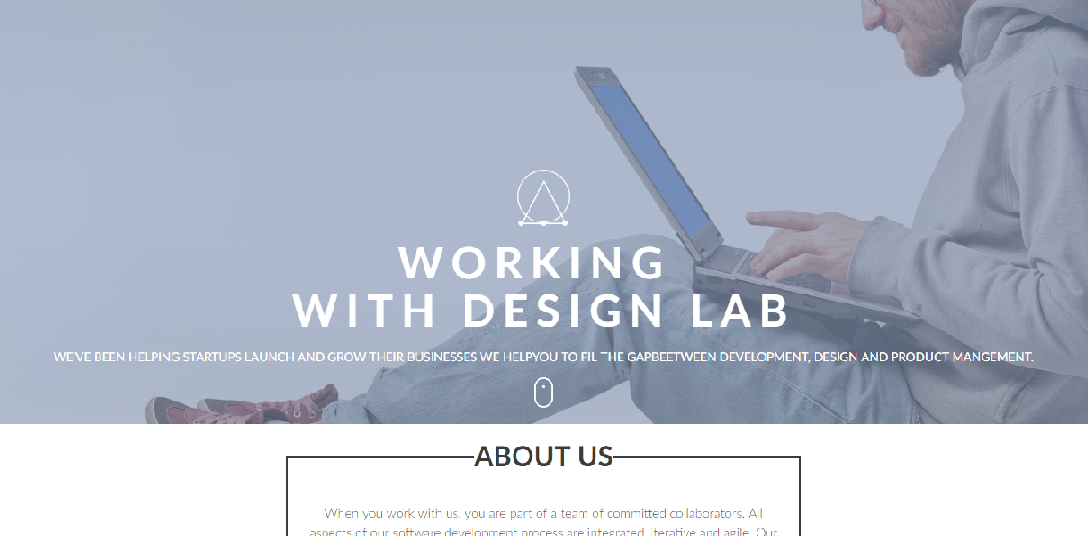 WORKING
WITH DESIGN LAB
WE'VE BEEN HELPING STARTUPS LAUNCH AND GROW THEIR BUSINESSES WE HELPYOU TO FIL THE GAPBEETWEEN DEVELOPMENT, DESIGN AND PRODUCT MANGEMENT.
ABOUT US
When you work with us, you are part of a team of committed collaborators. All
aspects of our software development process are integrated, iterative and agile. Our